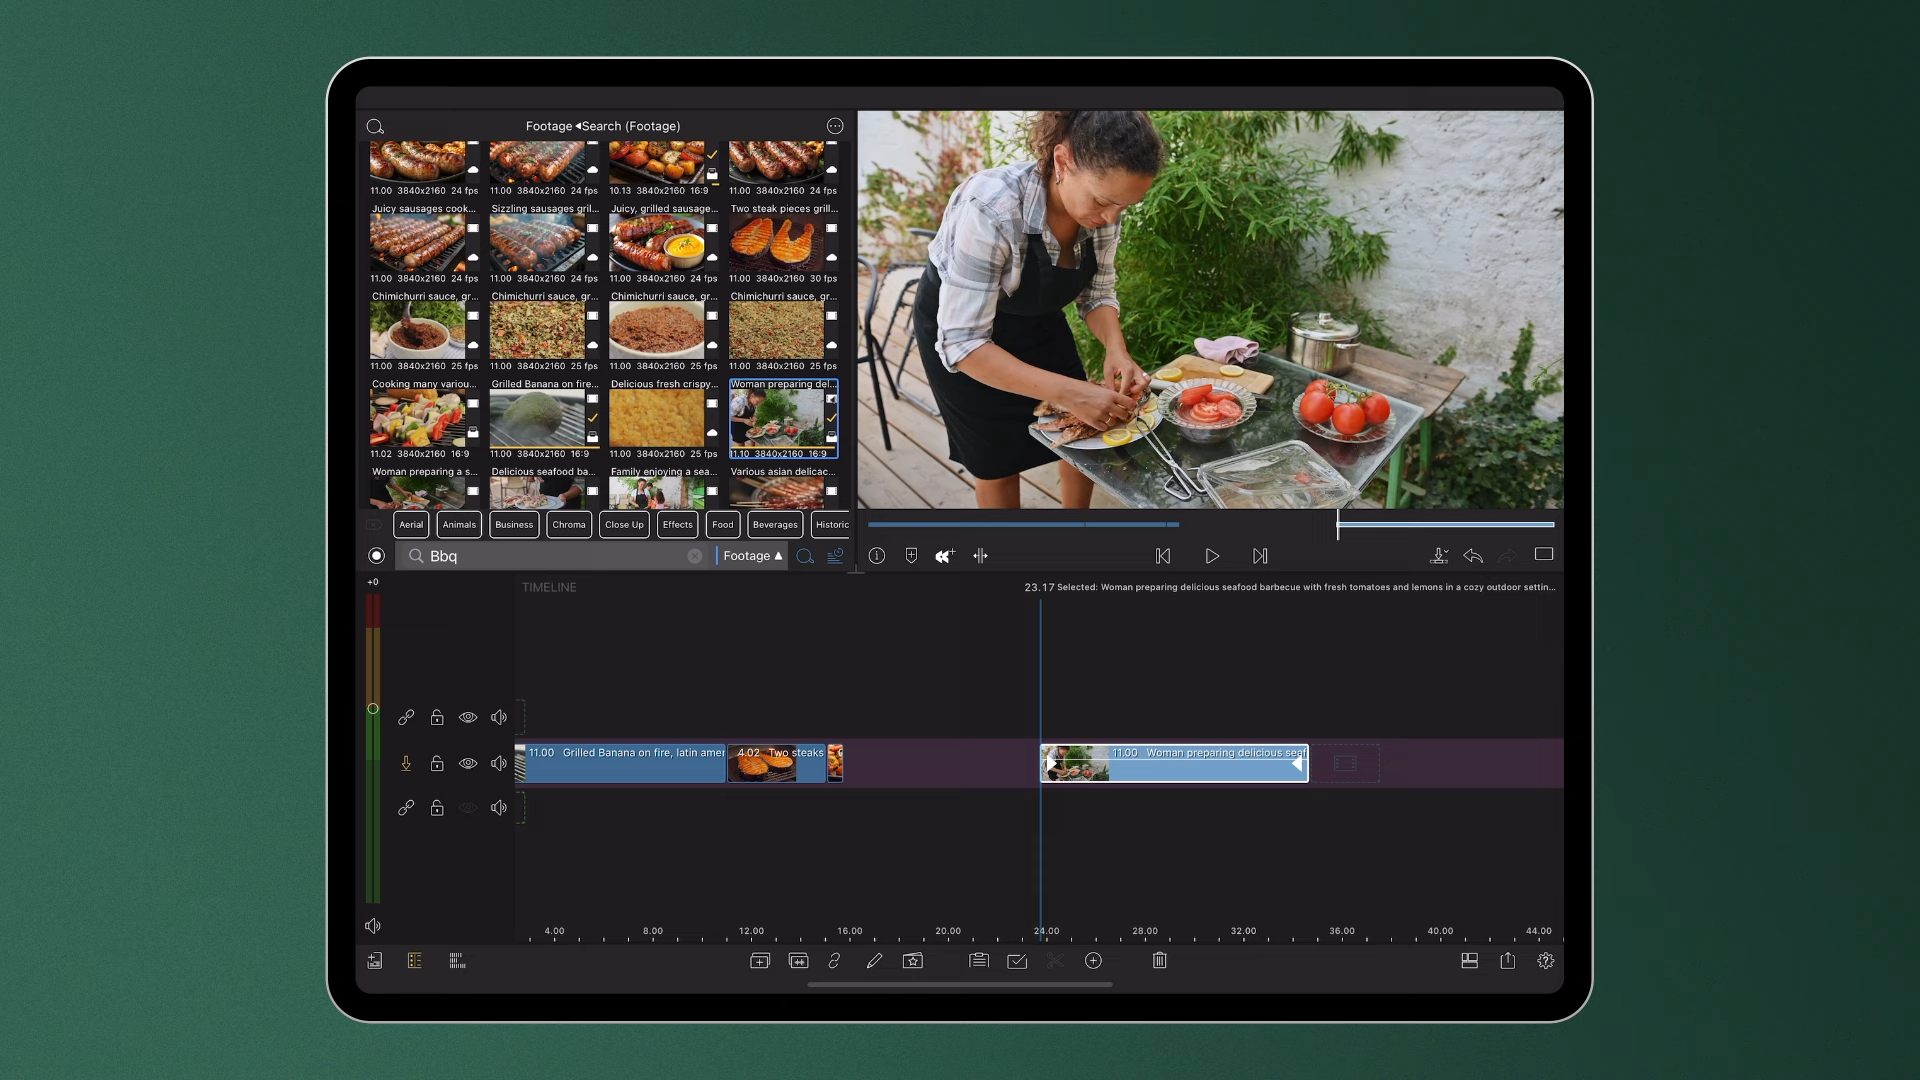 Footage ◂Search (Footage)
11.00 3840x2160 24 fps
11.00 3840x2160 24 fps
10.13 3840x2160 16:9
11.00 3840x2160 24 fps
Juicy sausages cook...
Sizzling sausages gril...
Juicy, grilled sausage...
Two steak pieces grill...
11.00 3840x2160 24 fps
11.00 3840x2160 24 fps
11.00 3840x2160 24 fps
11.00 3840x2160 30 fps
Chimichurri sauce, gr...
Chimichurri sauce, gr...
Chimichurri sauce, gr...
Chimichurri sauce, gr...
11.00 3840x2160 25 fps
11.00 3840x2160 25 fps
11.00 3840x2160 25 fps
11.00 3840x2160 25 fps
Cooking many variou...
Grilled Banana on fire...
Delicious fresh crispy...
Woman preparing del...
11.02 3840x2160 16:9
11.00 3840x2160 16:9
11.00 3840x2160 25 fps
11.10 3840x2160 16:9
Woman preparing a s...
Delicious seafood ba...
Family enjoying a sea...
Various asian delicac...
Aerial
Animals
Business
Chroma
Close Up
Effects
Food
Beverages
Historic
Bbq
Footage ▲
+0
TIMELINE
23.17 Selected: Woman preparing delicious seafood barbecue with fresh tomatoes and lemons in a cozy outdoor settin...
11.00 Grilled Banana on fire, latin amer
4.02 Two steaks
11.00 Woman preparing delicious seaf
4.00 8.00 12.00 16.00 20.00 24.00 28.00 32.00 36.00 40.00 44.00